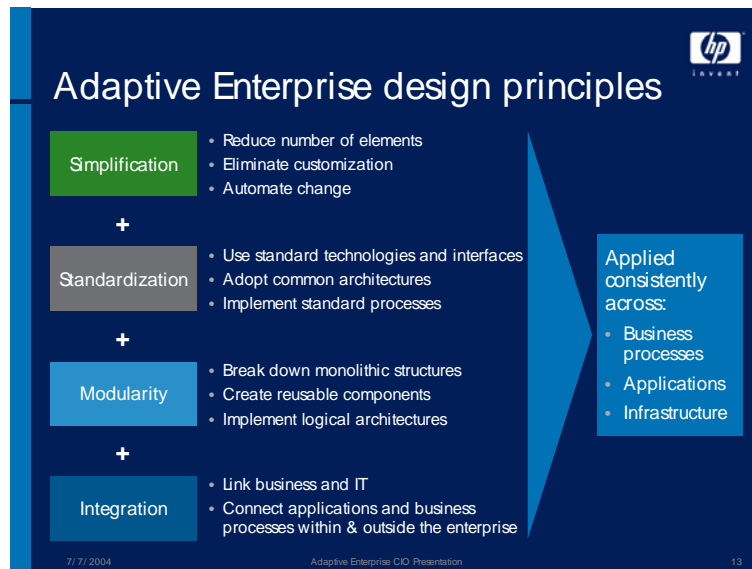 hp
invent
Adaptive Enterprise design principles
Simplification
• Reduce number of elements
• Eliminate customization
• Automate change
+
Standardization
• Use standard technologies and interfaces
• Adopt common architectures
• Implement standard processes
+
Modularity
• Break down monolithic structures
• Create reusable components
• Implement logical architectures
+
Integration
• Link business and IT
• Connect applications and business
processes within & outside the enterprise
Applied
consistently
across:
• Business
processes
• Applications
• Infrastructure
7/7/2004
Adaptive Enterprise CIO Presentation
13